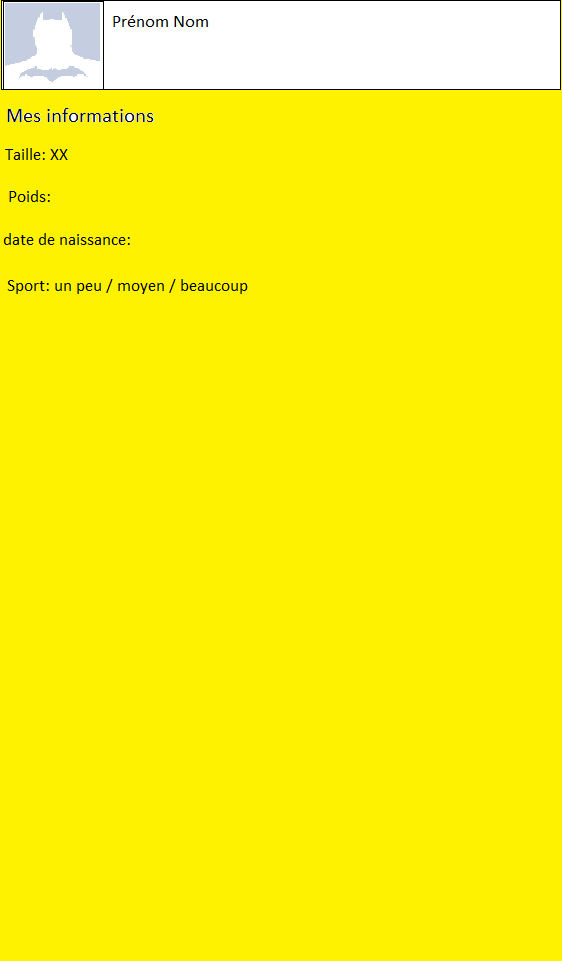 Prénom Nom
Mes informations
Taille: XX
Poids:
date de naissance:
Sport: un peu / moyen / beaucoup